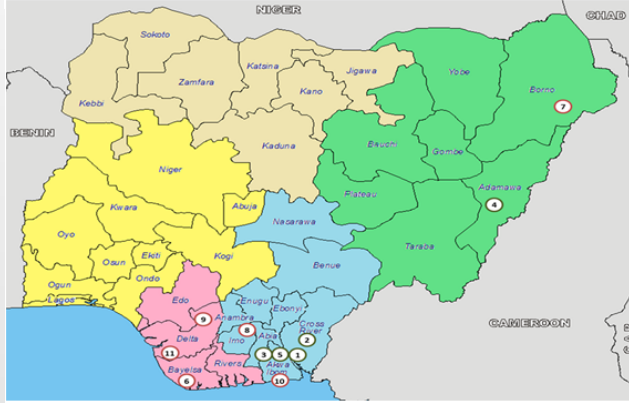 NIGER
CHAD
Sokoto
Katsina
Jigawa
Yobe
Zamfara
Kano
Borno
Kebbi
7
BENIN
Kaduna
Bauchi
Gombe
Niger
Adamawa
Plateau
4
Kwara
Abuja
Nasarawa
Oyo
Taraba
Osun
Ekiti
Kogi
Benue
Ogun
Ondo
Lagos
Edo
Enugu
Ebonyi
9
Anambra
Cross
River
CAMEROON
8
Delta
Imo
Abia
2
11
3
5
1
Bayelsa
Rivers
Akwa
Ibom
6
10